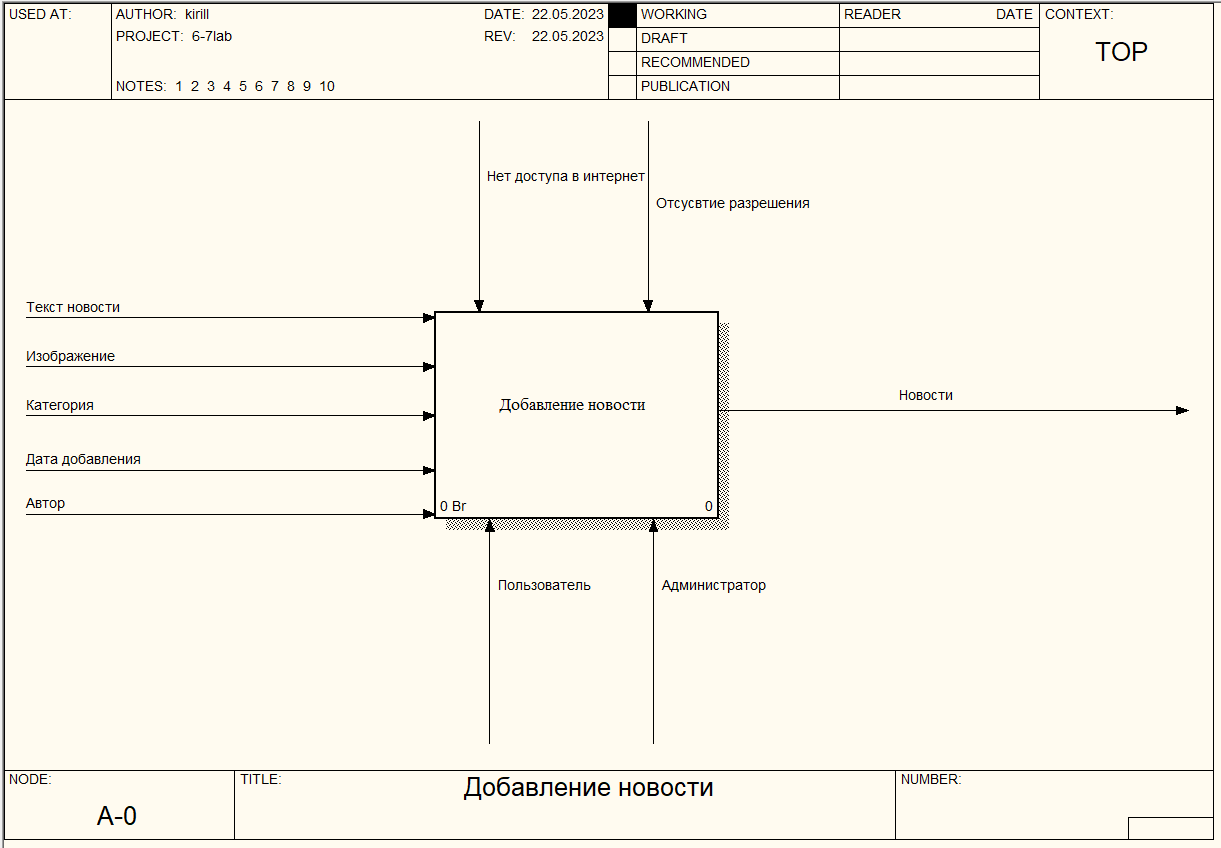 USED AT:
AUTHOR: kirill
DATE: 22.05.2023
PROJECT: 6-7lab
REV: 22.05.2023
NOTES: 1 2 3 4 5 6 7 8 9 10
WORKING
DRAFT
RECOMMENDED
PUBLICATION
READER DATE
CONTEXT:
TOP
Нет доступа в интернет
Отсусвтие разрешения
Текст новости
Изображение
Категория
Дата добавления
Автор
Добавление новости
0 Br
0
Новости
Пользователь
Администратор
NODE:
A-0
TITLE:
Добавление новости
NUMBER: